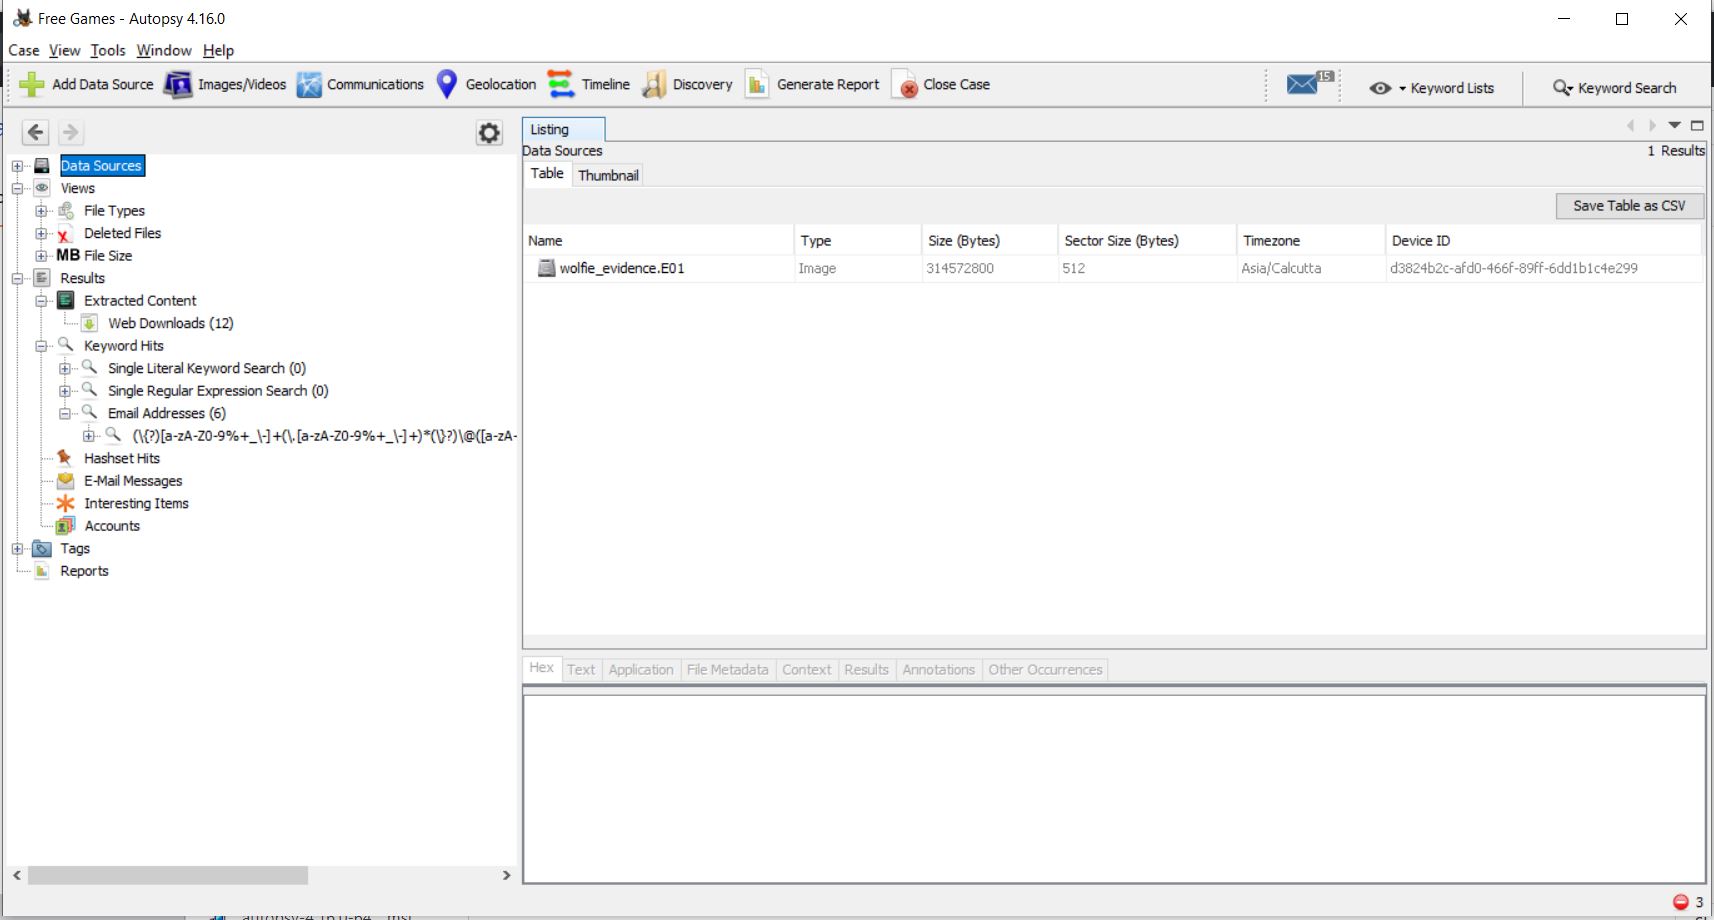 Free Games - Autopsy 4.16.0
Case View Tools Window Help
Add Data Source Images/Videos Communications Geolocation Timeline Discovery Generate Report Close Case 15 Keyword Lists Keyword Search
Listing
Data Sources
1 Results
Table Thumbnail
Save Table as CSV
Name Type Size (Bytes) Sector Size (Bytes) Timezone Device ID
wolfie_evidence.E01 Image 314572800 512 Asia/Calcutta d3824b2c-afd0-466f-89ff-6dd1b1c4e299
Data Sources
Views
File Types
Deleted Files
MB File Size
Results
Extracted Content
Web Downloads (12)
Keyword Hits
Single Literal Keyword Search (0)
Single Regular Expression Search (0)
Email Addresses (6)
(\{?)[a-zA-Z0-9%+_\-]+(\.[a-zA-Z0-9%+_\-]+)*(\}?)\@([a-zA-
Hashset Hits
E-Mail Messages
Interesting Items
Accounts
Tags
Reports
Hex Text Application File Metadata Context Results Annotations Other Occurrences
3